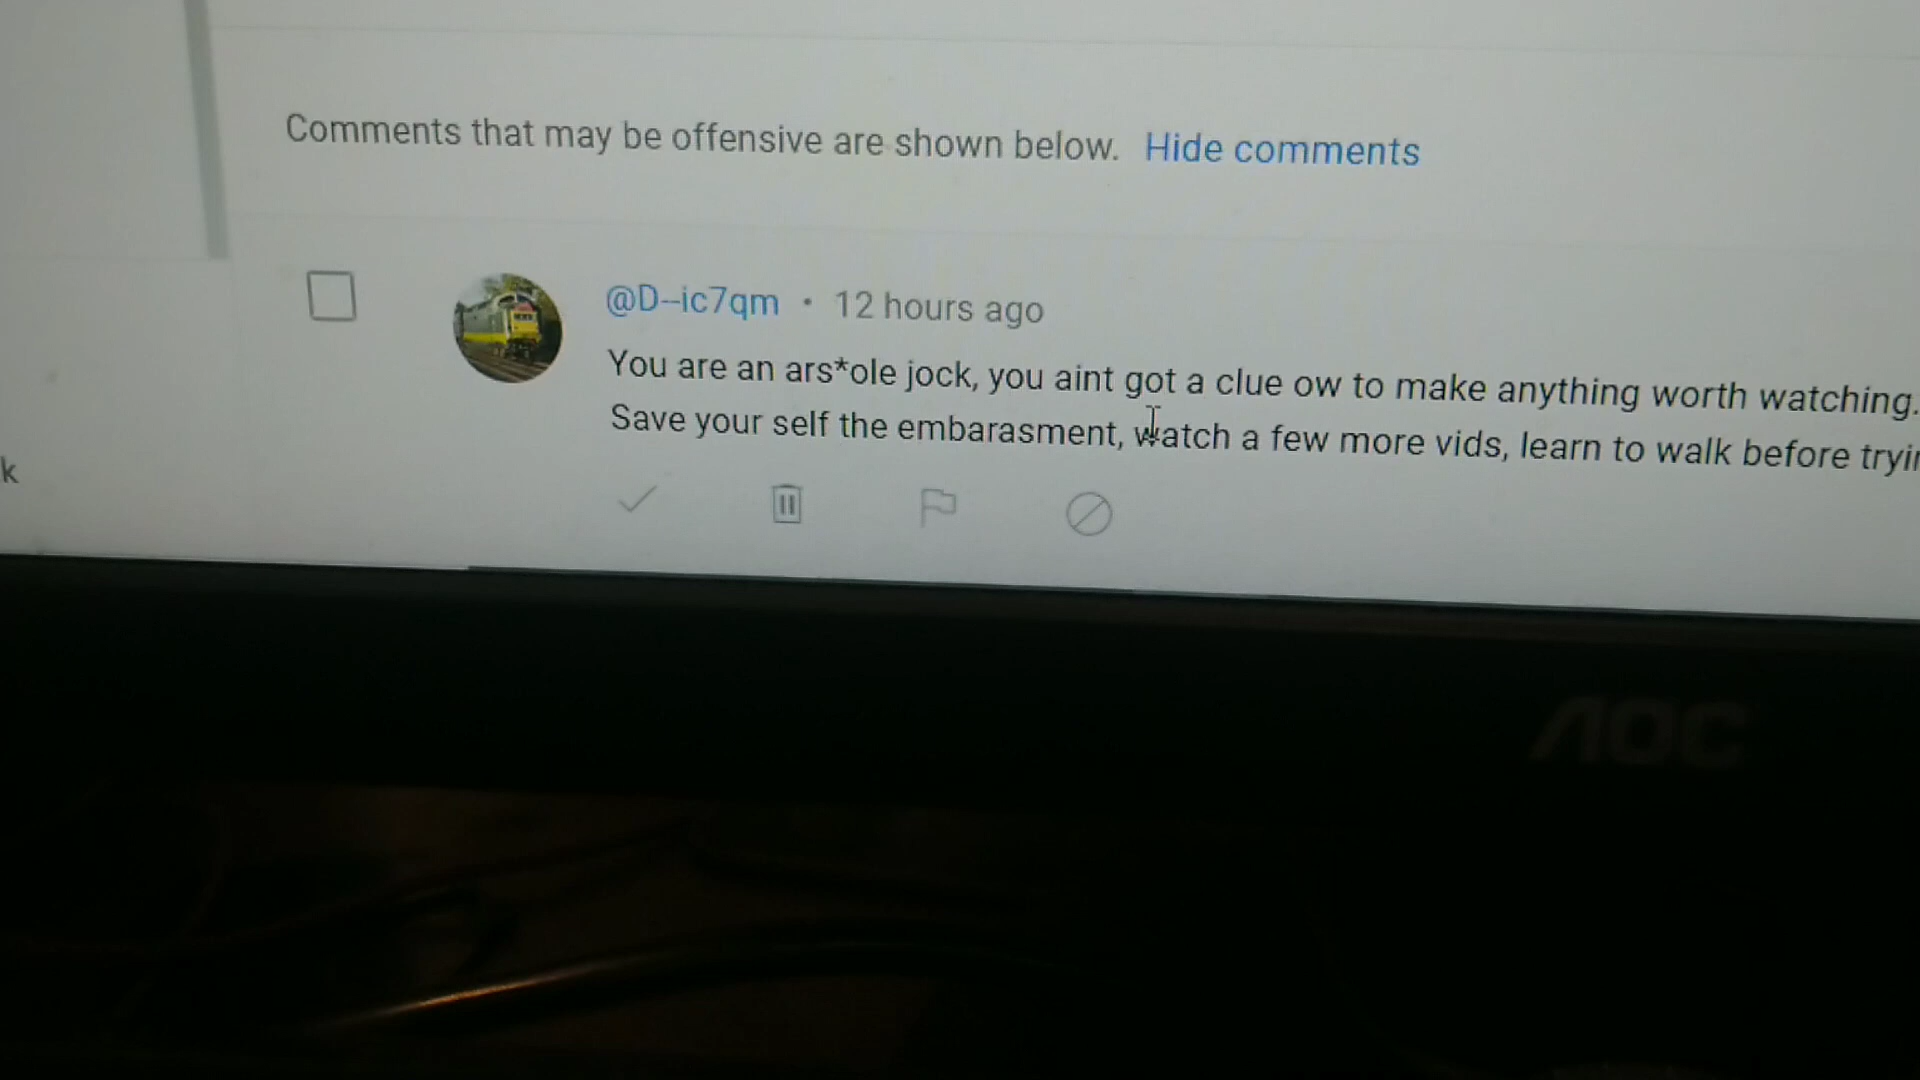 Comments that may be offensive are shown below. Hide comments
@D--ic7qm • 12 hours ago
You are an ars*ole jock, you aint got a clue ow to make anything worth watching.
Save your self the embarasment, watch a few more vids, learn to walk before
k
AOC